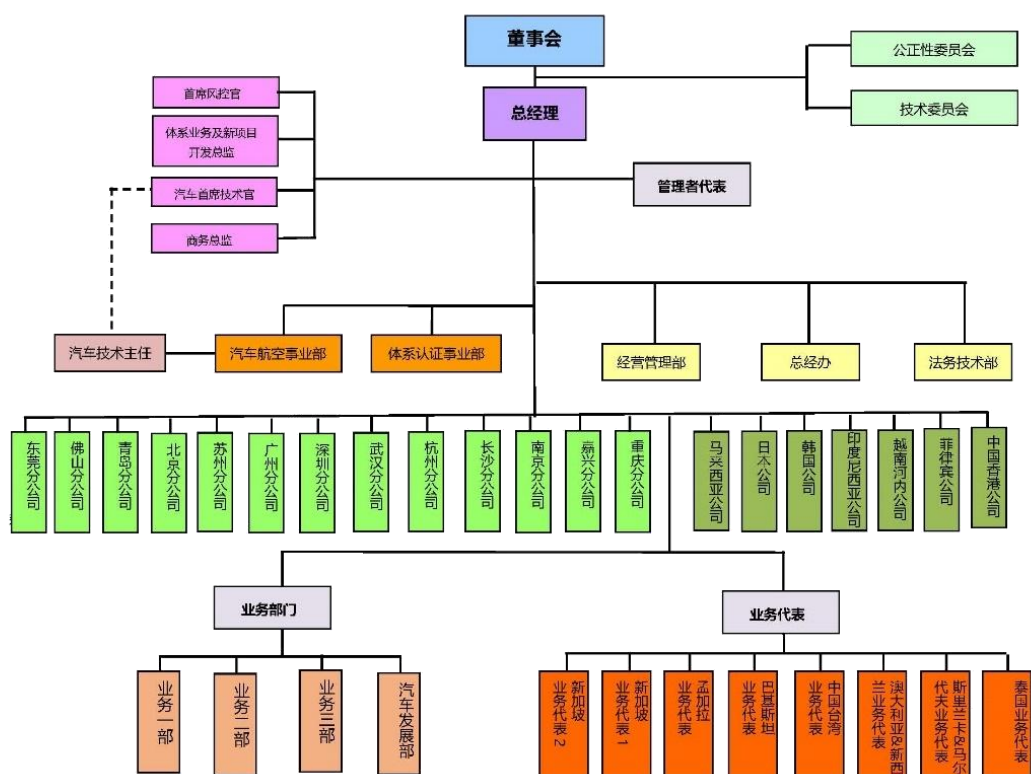 董事会
公正性委员会
技术委员会
总经理
首席风控官
体系业务及新项目
开发总监
汽车首席技术官
商务总监
管理者代表
汽车技术主任
汽车航空事业部
体系认证事业部
经营管理部
总经办
法务技术部
东莞分公司
佛山分公司
青岛分公司
北京分公司
苏州分公司
广州分公司
深圳分公司
武汉分公司
杭州分公司
长沙分公司
南京分公司
嘉兴分公司
重庆分公司
马来西亚公司
日本公司
韩国公司
印度尼西亚公司
越南河内公司
菲律宾公司
中国香港公司
业务部门
业务代表
业务一部
业务二部
业务三部
汽车发展部
新加坡
业务代表 2
新加坡
业务代表 1
孟加拉
业务代表
巴基斯坦
业务代表
中国台湾
业务代表
澳大利亚&新西
兰业务代表
斯里兰卡&马尔
代夫业务代表
泰国业务代表